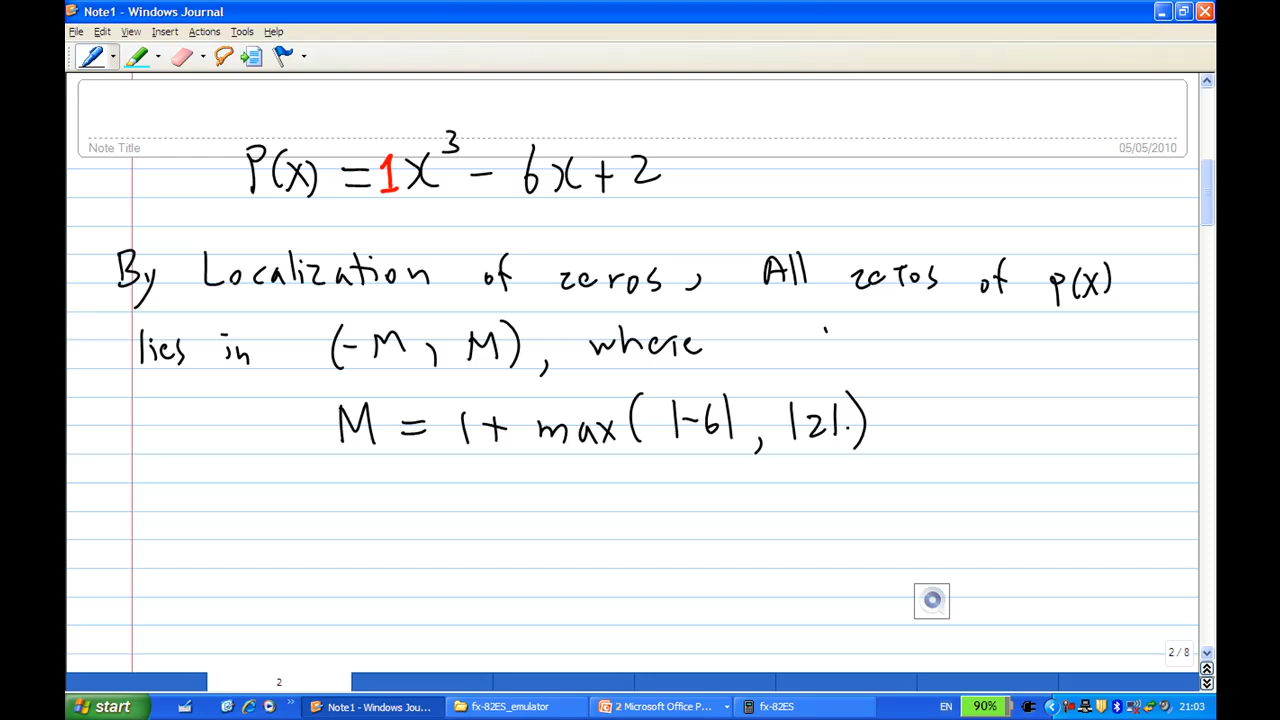 Note1 - Windows Journal
File Edit View Insert Actions Tools Help
Note Title
05/05/2010
P(x) = 1x³ - 6x + 2
By Localization of zeros, All zeros of p(x)
lies in (-M, M), where
M = 1 + max(|-6|, |2|.)
2 / 8
2
start Note1 - Windows Jou... fx-82ES_emulator 2 Microsoft Office P... fx-82ES EN 90% 21:03